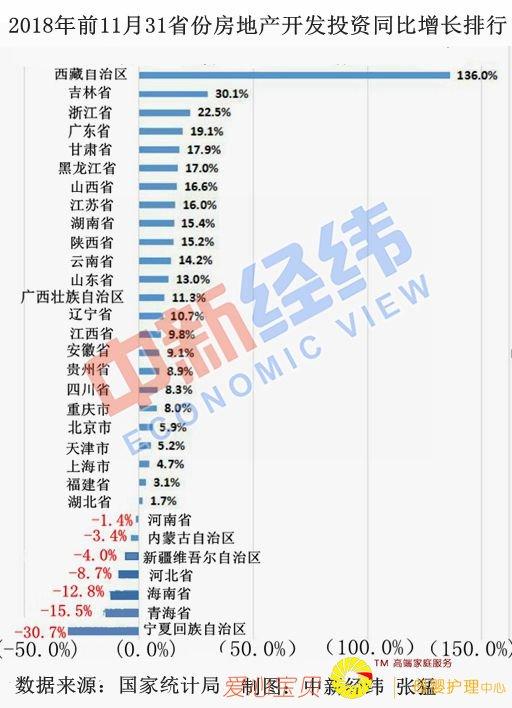 2018年前11月31省份房地产开发投资同比增长排行
西藏自治区 136.0%
吉林省 30.1%
浙江省 22.5%
广东省 19.1%
甘肃省 17.9%
黑龙江省 17.0%
山西省 16.6%
江苏省 16.0%
湖南省 15.4%
陕西省 15.2%
云南省 14.2%
山东省 13.0%
广西壮族自治区 11.3%
辽宁省 10.7%
江西省 9.8%
安徽省 9.1%
贵州省 8.9%
四川省 8.3%
重庆市 8.0%
北京市 5.9%
天津市 5.2%
上海市 4.7%
福建省 3.1%
湖北省 1.7%
-1.4% 河南省
-3.4% 内蒙古自治区
-4.0% 新疆维吾尔自治区
-8.7% 河北省
-12.8% 海南省
-15.5% 青海省
-30.7% 宁夏回族自治区
(-50.0%) 0.0% (50.0%) (100.0%) (150.0%)
中新经纬
ECONOMIC VIEW
TM 高端家庭服务
数据来源：国家统计局 制图：中新经纬 张猛
爱小宝贝 母婴护理中心